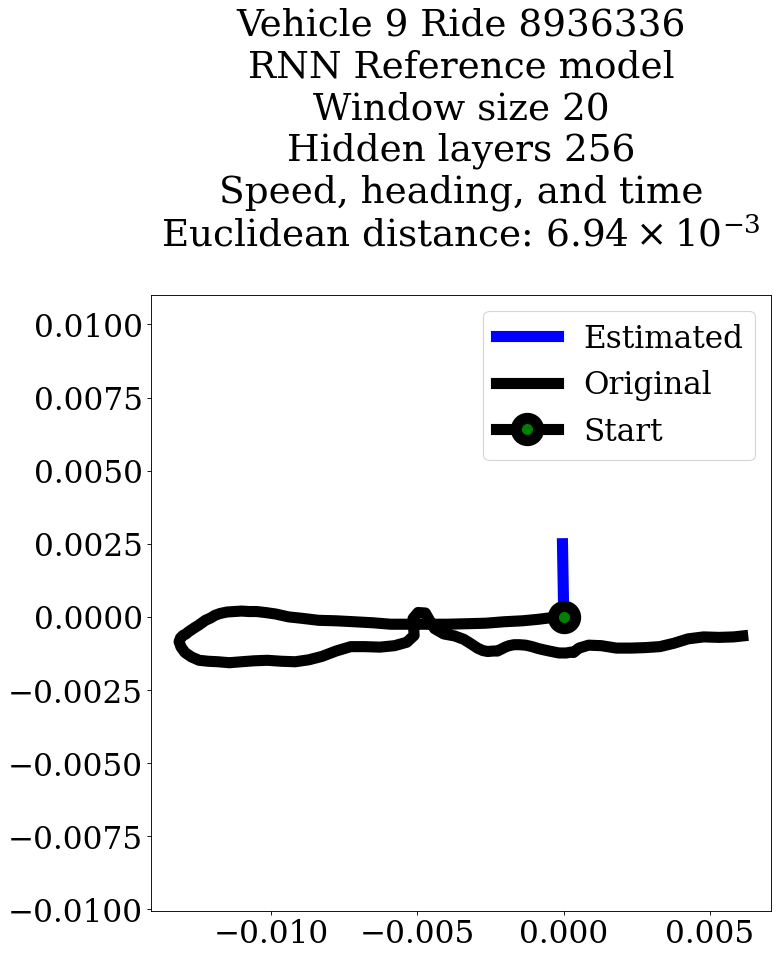 Vehicle 9 Ride 8936336
RNN Reference model
Window size 20
Hidden layers 256
Speed, heading, and time
Euclidean distance: 6.94 × 10⁻³
Estimated
Original
Start
0.0100
0.0075
0.0050
0.0025
0.0000
−0.0025
−0.0050
−0.0075
−0.0100
−0.010 −0.005 0.000 0.005